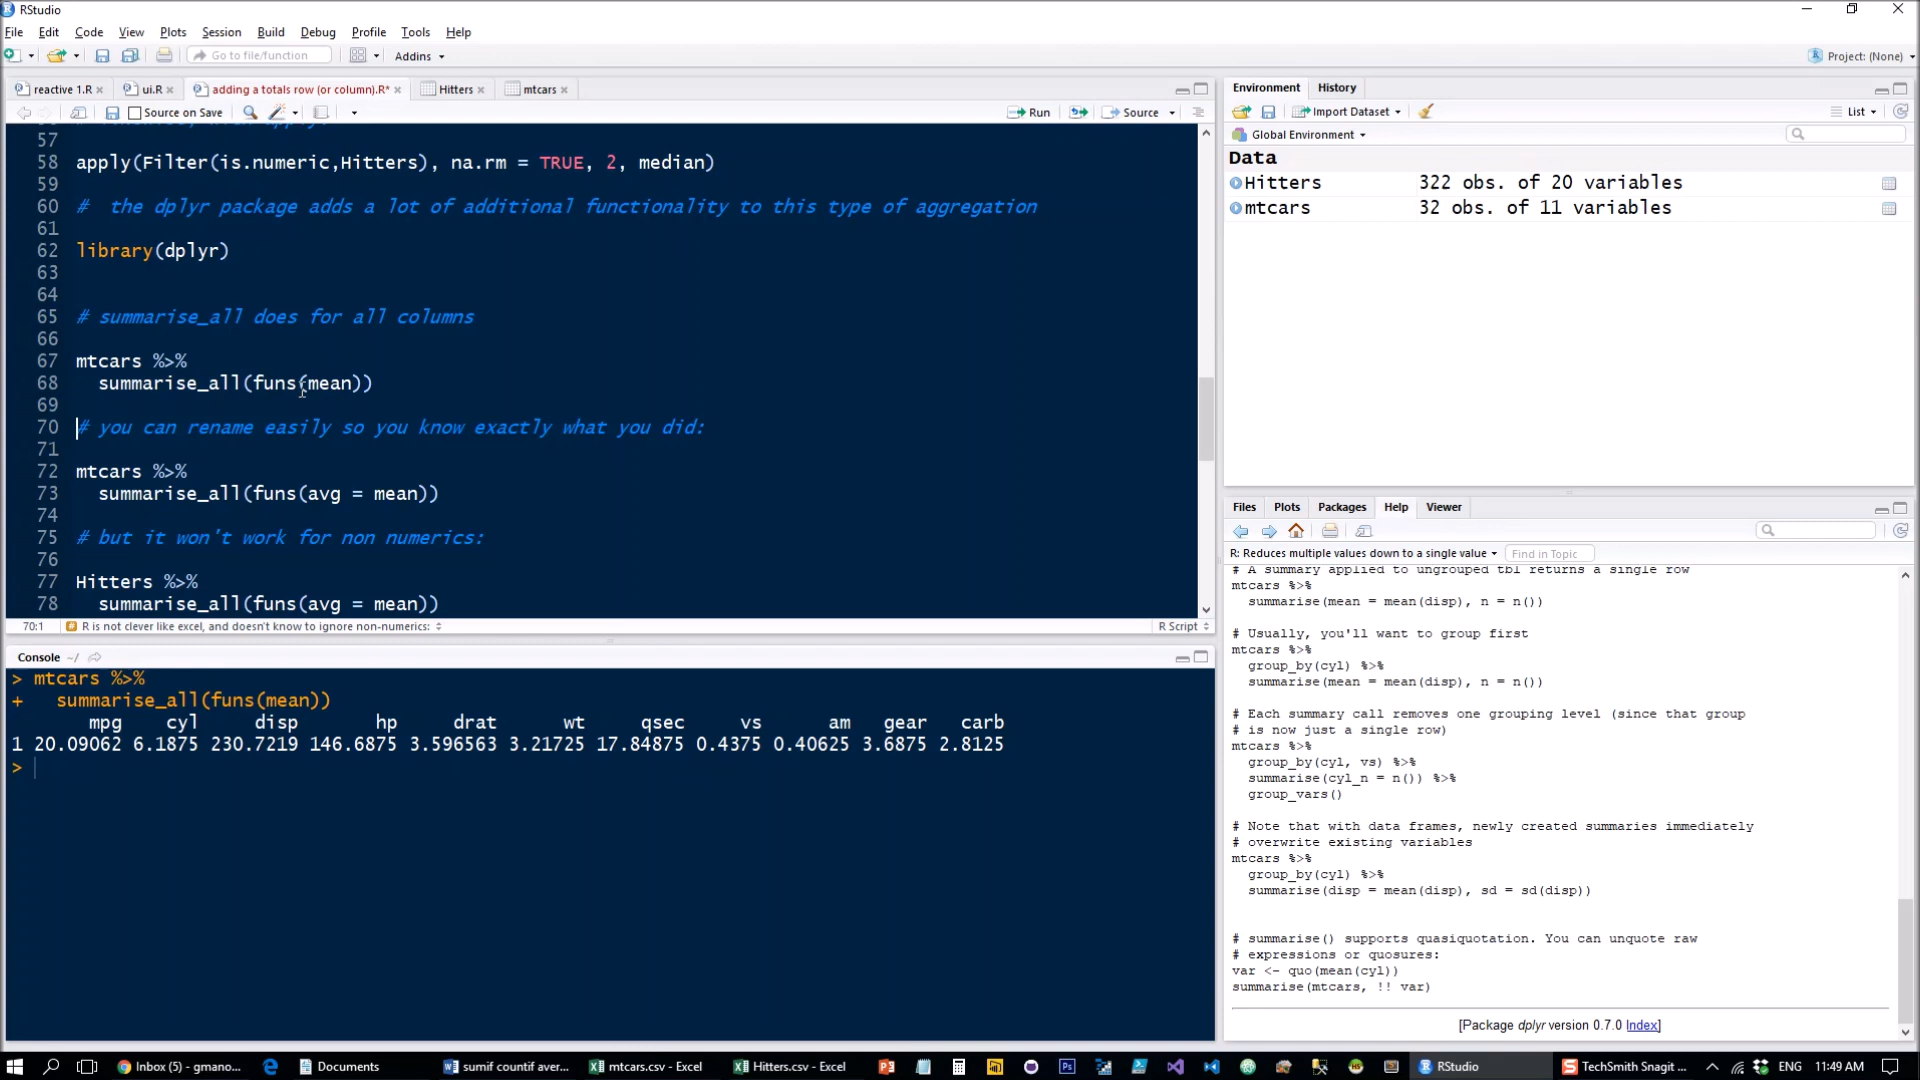 RStudio
File Edit Code View Plots Session Build Debug Profile Tools Help
Go to file/function Addins Project: (None)
reactive 1.R ui.R adding a totals row (or column).R* Hitters mtcars
Source on Save Run Source
57
58 apply(Filter(is.numeric,Hitters), na.rm = TRUE, 2, median)
59
60 #  the dplyr package adds a lot of additional functionality to this type of aggregation
61
62 library(dplyr)
63
64
65 # summarise_all does for all columns
66
67 mtcars %>%
68   summarise_all(funs(mean))
69
70 # you can rename easily so you know exactly what you did:
71
72 mtcars %>%
73   summarise_all(funs(avg = mean))
74
75 # but it won't work for non numerics:
76
77 Hitters %>%
78   summarise_all(funs(avg = mean))
70:1 # R is not clever like excel, and doesn't know to ignore non-numerics: R Script
Console ~/
> mtcars %>%
+   summarise_all(funs(mean))
mpg cyl disp hp drat wt qsec vs am gear carb
1 20.09062 6.1875 230.7219 146.6875 3.596563 3.21725 17.84875 0.4375 0.40625 3.6875 2.8125
>
Environment History
Import Dataset List
Global Environment
Data
Hitters 322 obs. of 20 variables
mtcars 32 obs. of 11 variables
Files Plots Packages Help Viewer
R: Reduces multiple values down to a single value Find in Topic
# A summary applied to ungrouped tbl returns a single row
mtcars %>%
  summarise(mean = mean(disp), n = n())
# Usually, you'll want to group first
mtcars %>%
  group_by(cyl) %>%
  summarise(mean = mean(disp), n = n())
# Each summary call removes one grouping level (since that group
# is now just a single row)
mtcars %>%
  group_by(cyl, vs) %>%
  summarise(cyl_n = n()) %>%
  group_vars()
# Note that with data frames, newly created summaries immediately
# overwrite existing variables
mtcars %>%
  group_by(cyl) %>%
  summarise(disp = mean(disp), sd = sd(disp))
# summarise() supports quasiquotation. You can unquote raw
# expressions or quosures:
var <- quo(mean(cyl))
summarise(mtcars, !! var)
[Package dplyr version 0.7.0 Index]
Inbox (5) - gmano... Documents sumif countif aver... mtcars.csv - Excel Hitters.csv - Excel RStudio TechSmith Snagit ... ENG 11:49 AM